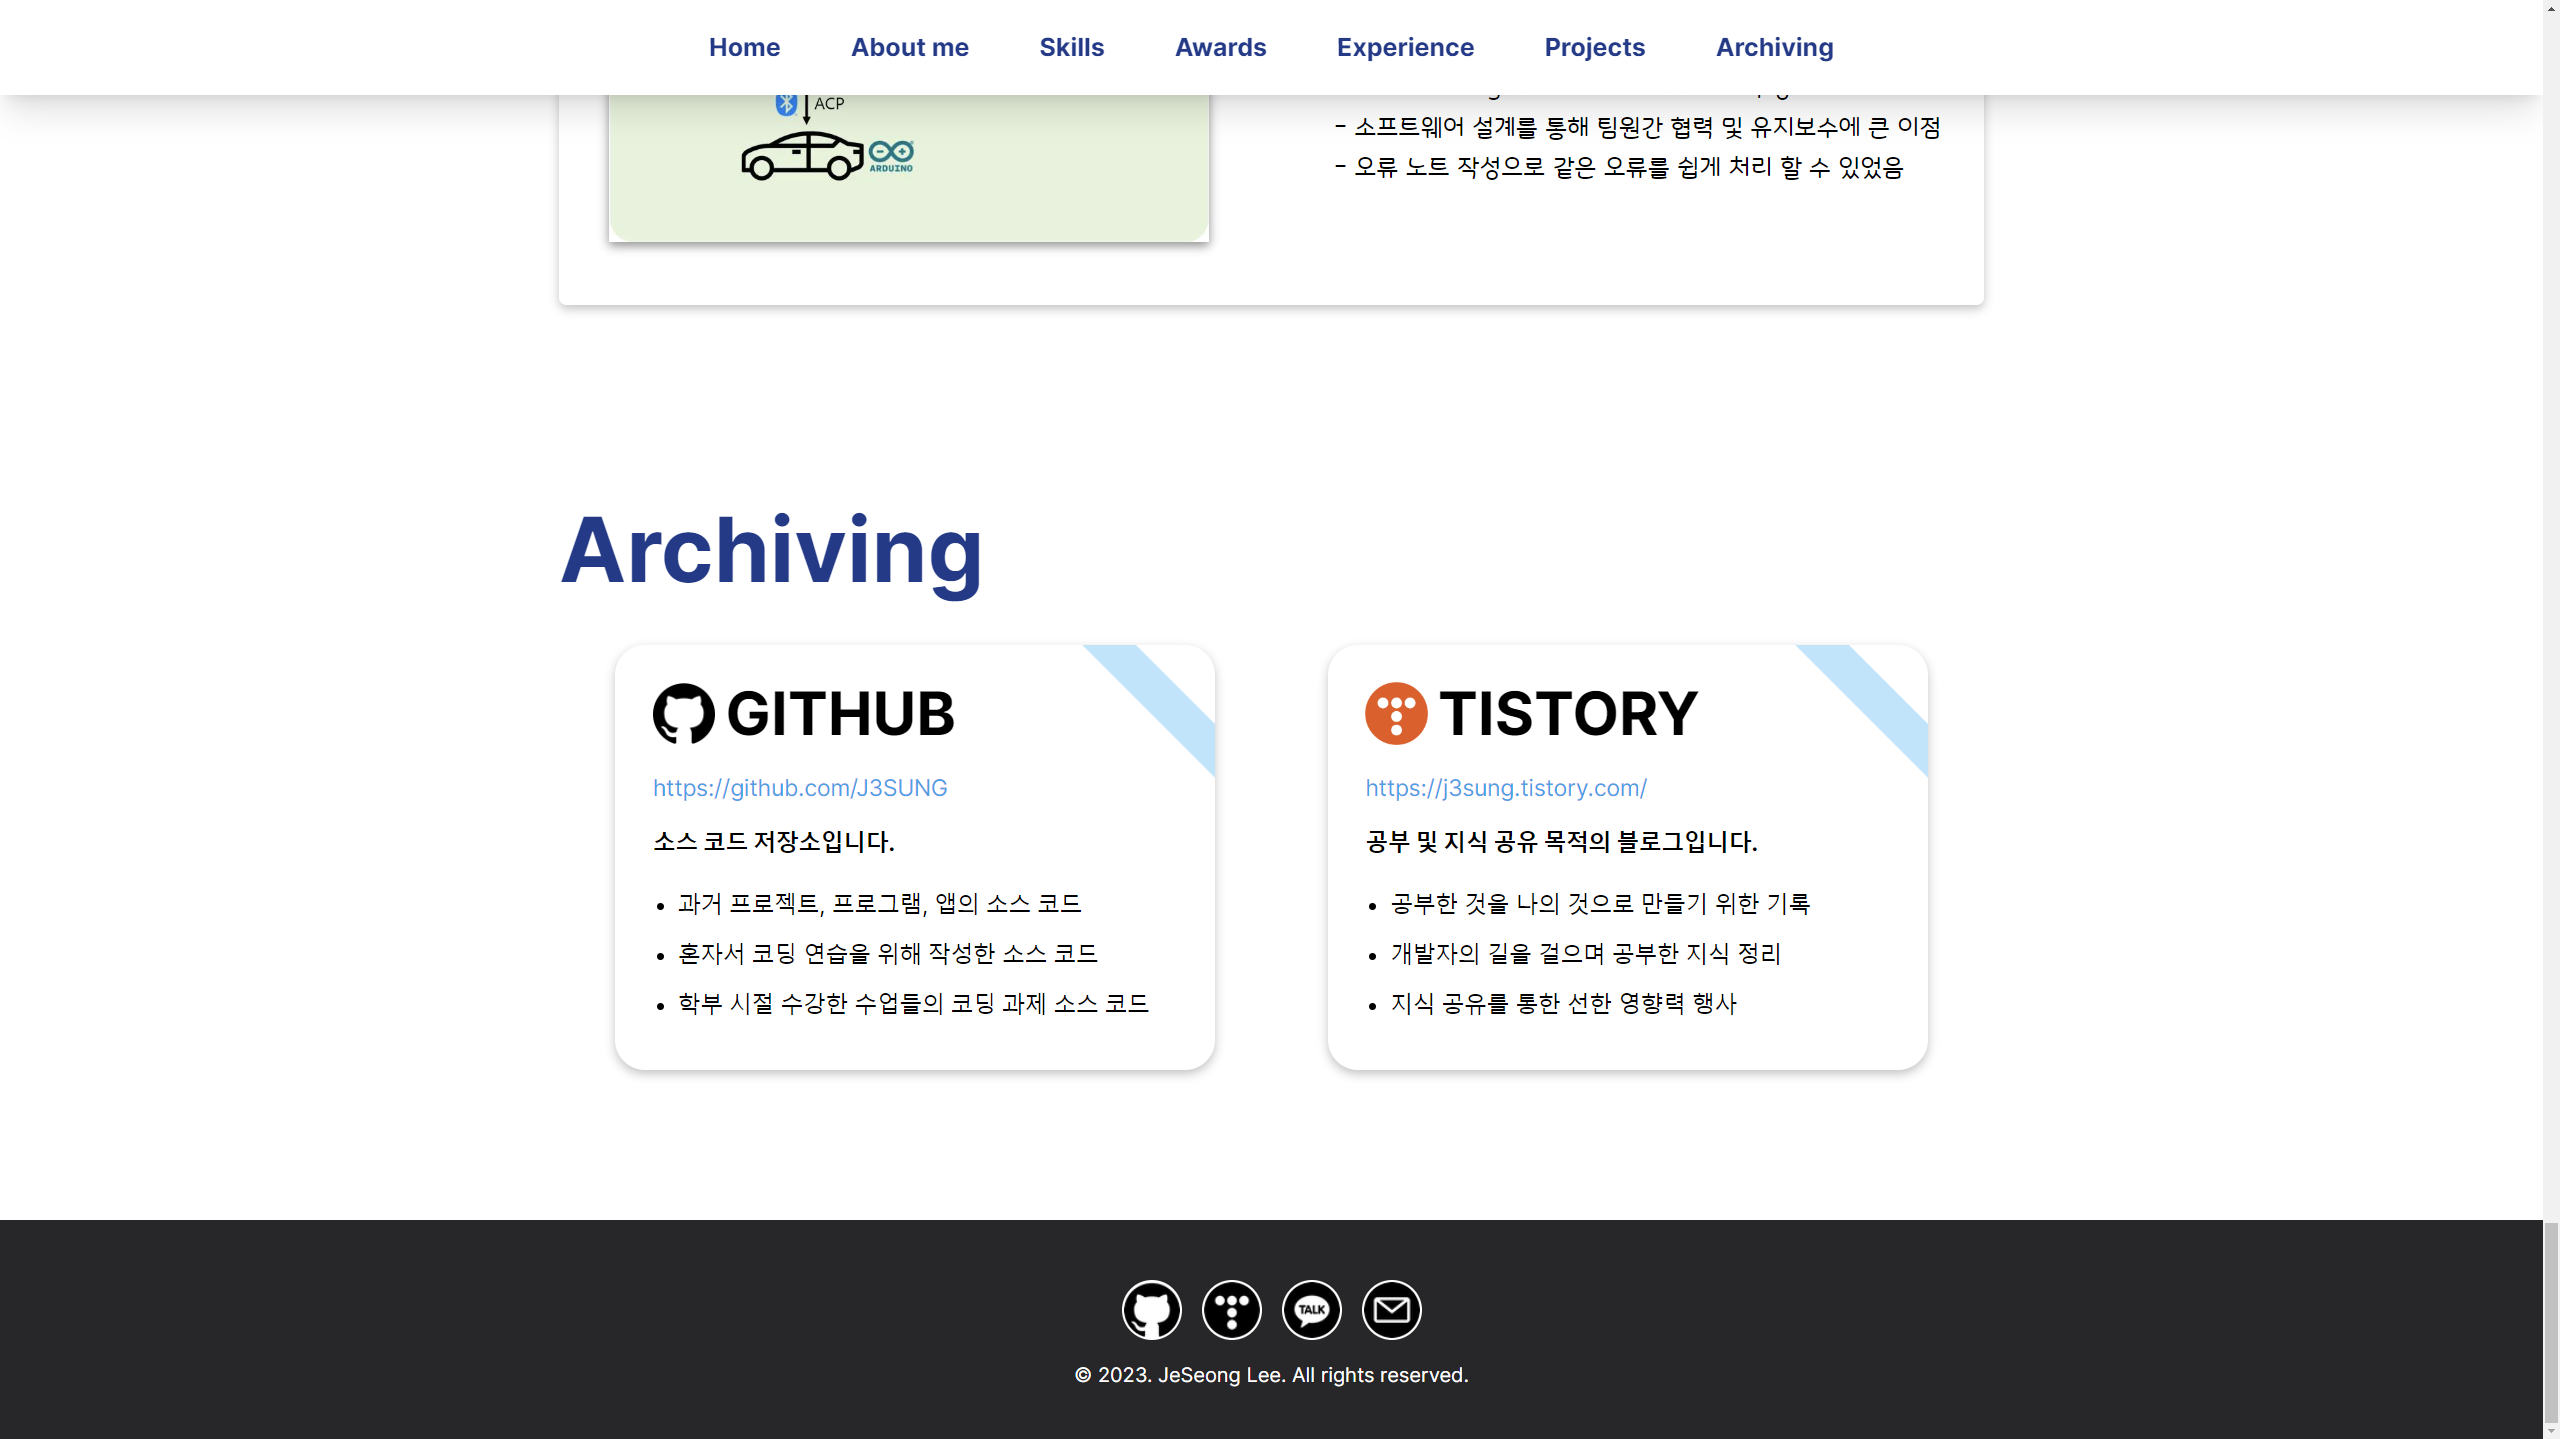 Home About me Skills Awards Experience Projects Archiving
ACP
ARDUINO
- 소프트웨어 설계를 통해 팀원간 협력 및 유지보수에 큰 이점
- 오류 노트 작성으로 같은 오류를 쉽게 처리 할 수 있었음
Archiving
GITHUB
https://github.com/J3SUNG
소스 코드 저장소입니다.
• 과거 프로젝트, 프로그램, 앱의 소스 코드
• 혼자서 코딩 연습을 위해 작성한 소스 코드
• 학부 시절 수강한 수업들의 코딩 과제 소스 코드
TISTORY
https://j3sung.tistory.com/
공부 및 지식 공유 목적의 블로그입니다.
• 공부한 것을 나의 것으로 만들기 위한 기록
• 개발자의 길을 걸으며 공부한 지식 정리
• 지식 공유를 통한 선한 영향력 행사
TALK
© 2023. JeSeong Lee. All rights reserved.